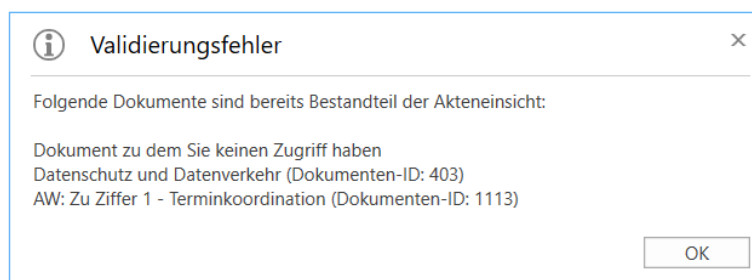 Validierungsfehler
Folgende Dokumente sind bereits Bestandteil der Akteneinsicht:
Dokument zu dem Sie keinen Zugriff haben
Datenschutz und Datenverkehr (Dokumenten-ID: 403)
AW: Zu Ziffer 1 - Terminkoordination (Dokumenten-ID: 1113)
OK